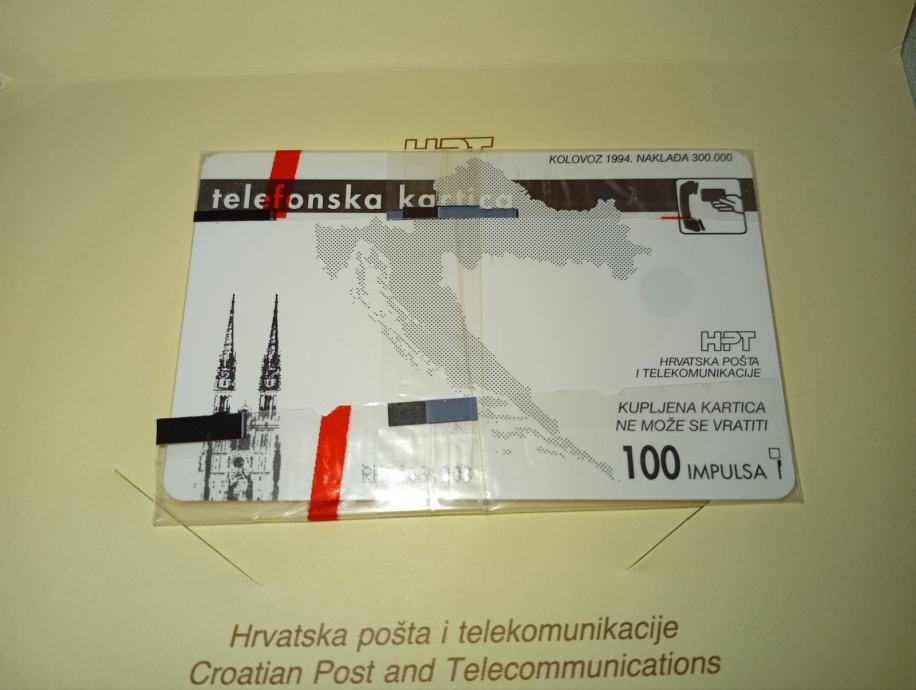 HPT
KOLOVOZ 1994. NAKLADA 300.000
telefonska kartica
HPT
HRVATSKA POŠTA
I TELEKOMUNIKACIJE
KUPLJENA KARTICA
NE MOŽE SE VRATITI
100 IMPULSA
Hrvatska pošta i telekomunikacije
Croatian Post and Telecommunications